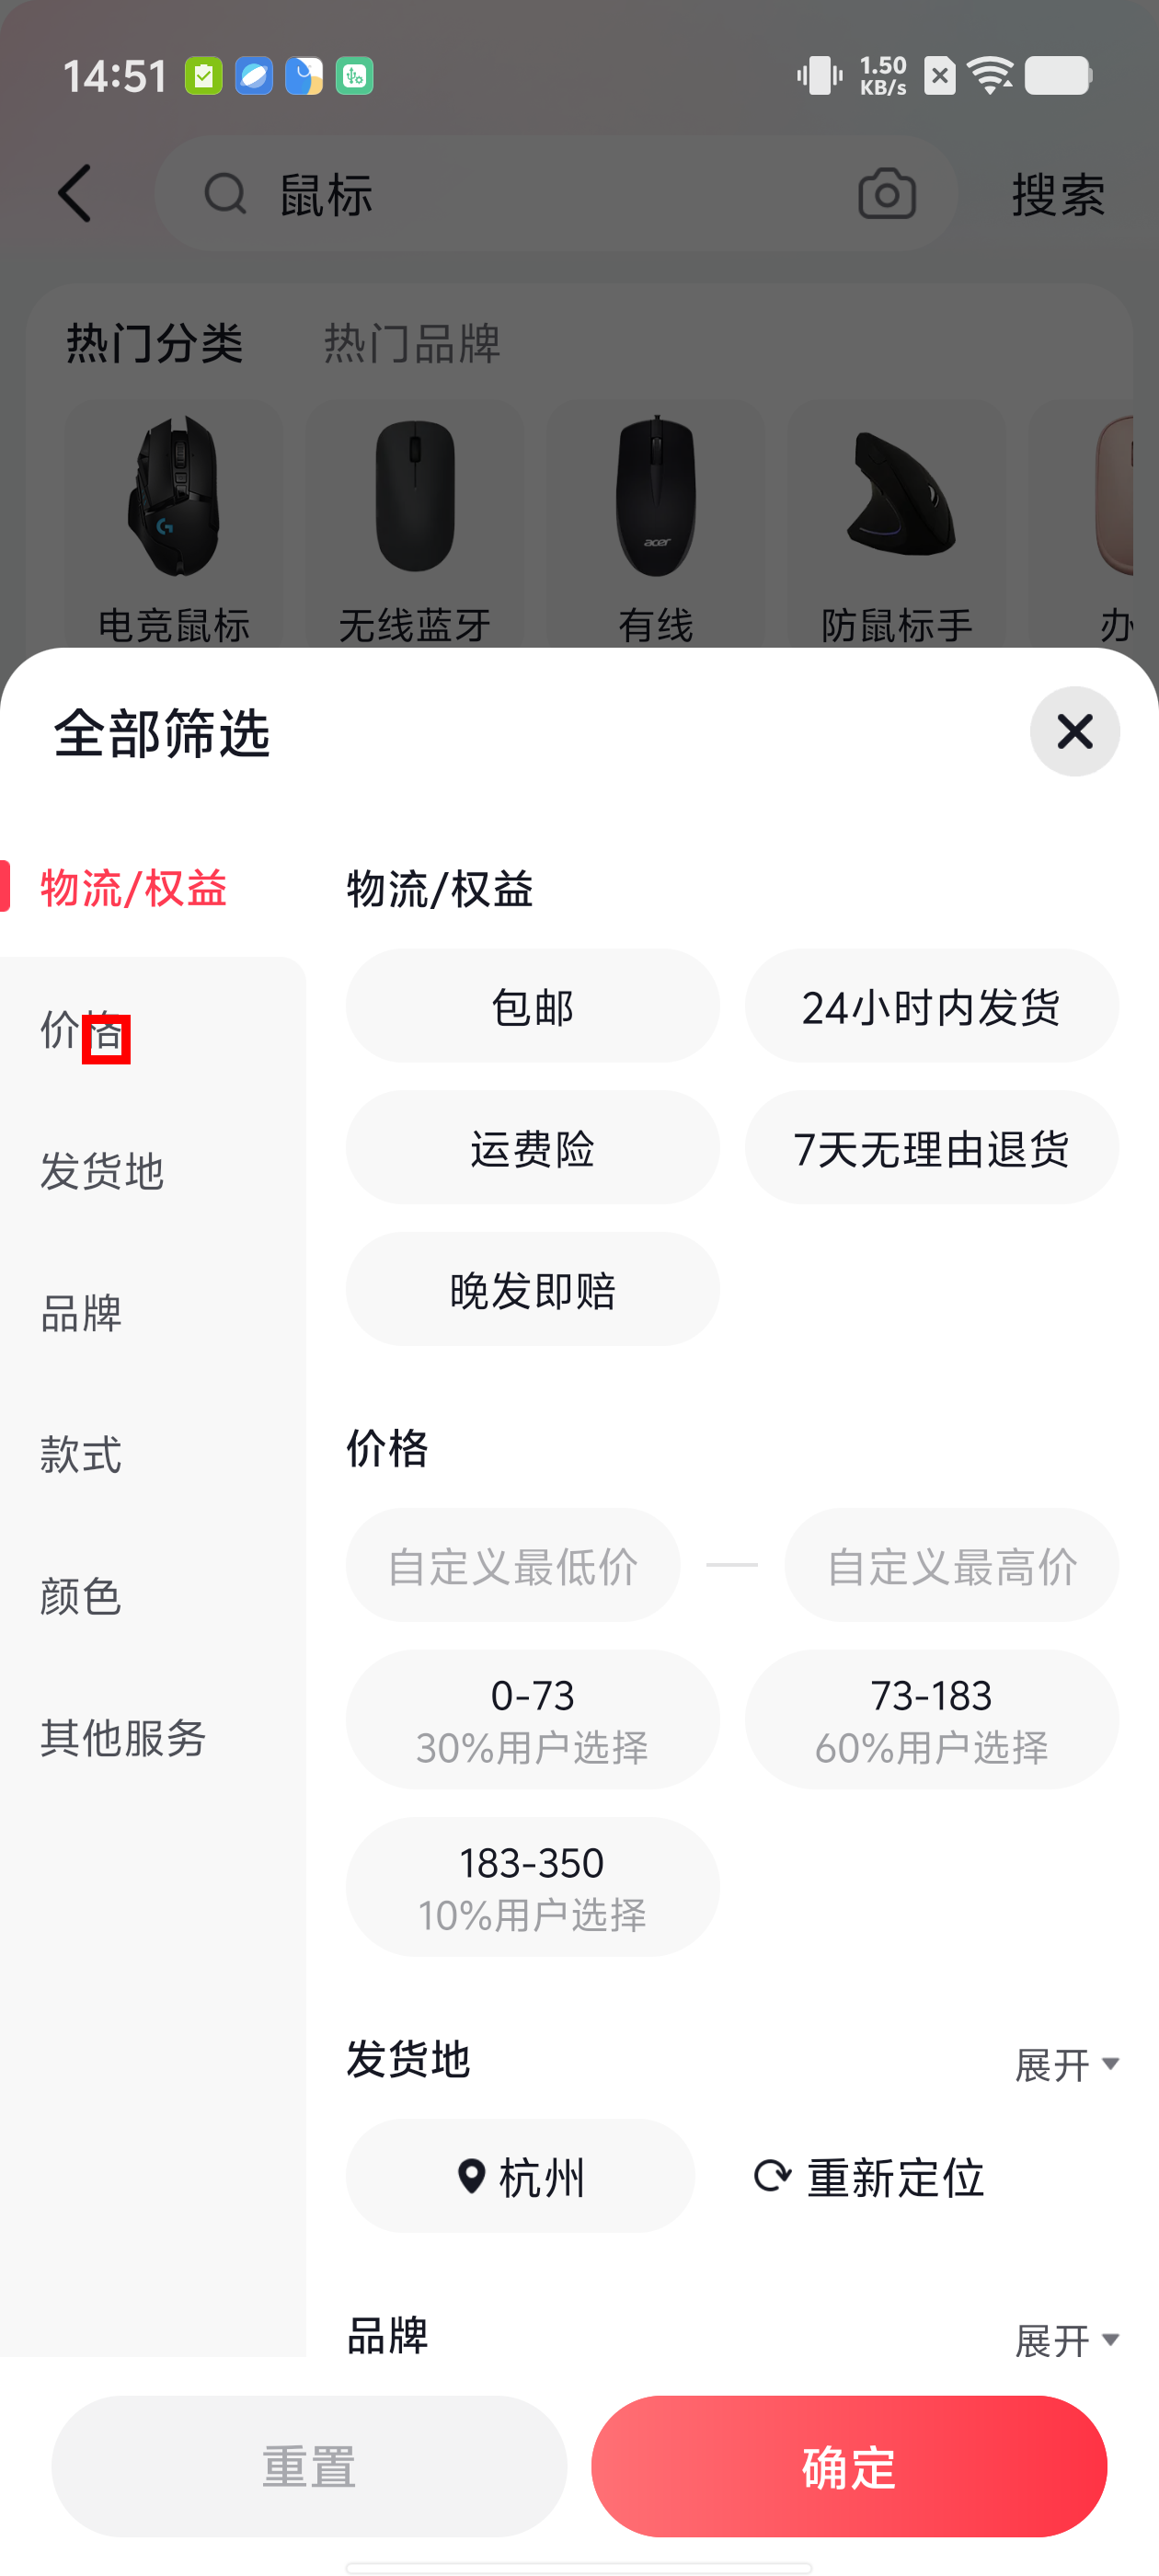 14:51
1.50
KB/s
鼠标
搜索
热门分类 热门品牌
acer
电竞鼠标 无线蓝牙 有线 防鼠标手 办
全部筛选
物流/权益
价格
发货地
品牌
款式
颜色
其他服务
物流/权益
包邮 24小时内发货
运费险 7天无理由退货
晚发即赔
价格
自定义最低价 自定义最高价
0-73 73-183
30%用户选择 60%用户选择
183-350
10%用户选择
发货地 展开
杭州 重新定位
品牌 展开
重置 确定